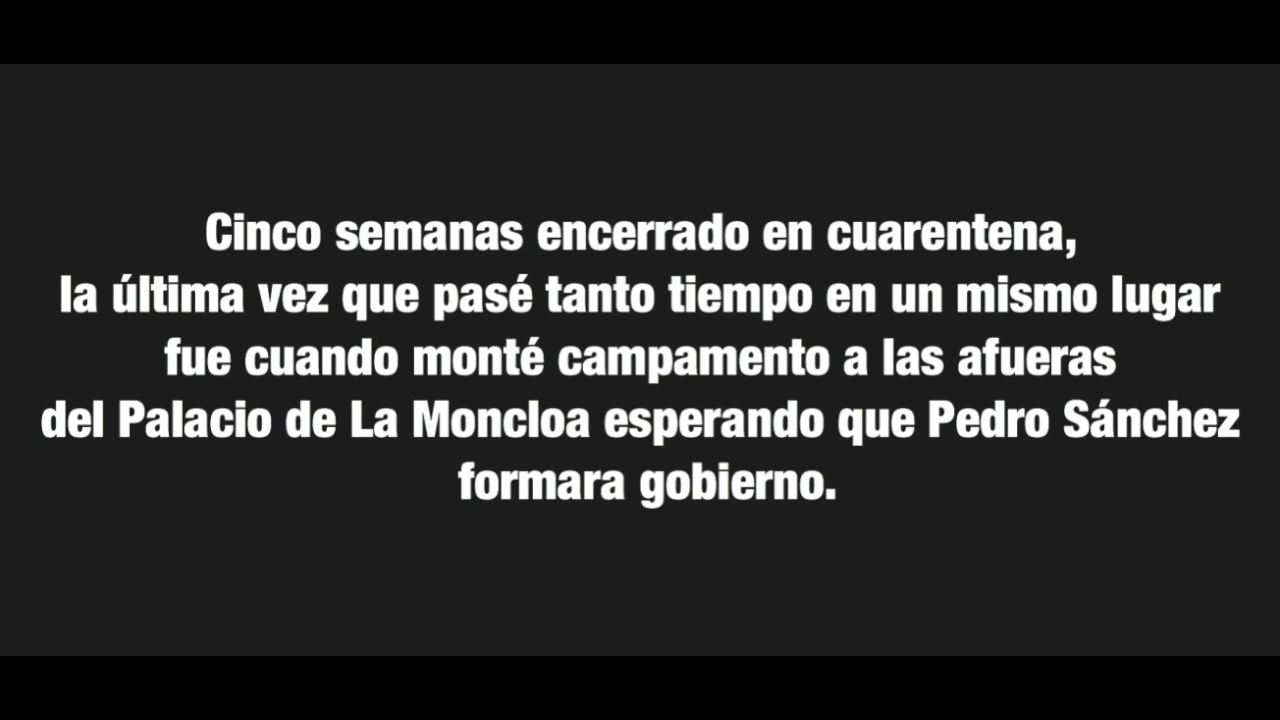 Cinco semanas encerrado en cuarentena,
la última vez que pasé tanto tiempo en un mismo lugar
fue cuando monté campamento a las afueras
del Palacio de La Moncloa esperando que Pedro Sánchez
formara gobierno.